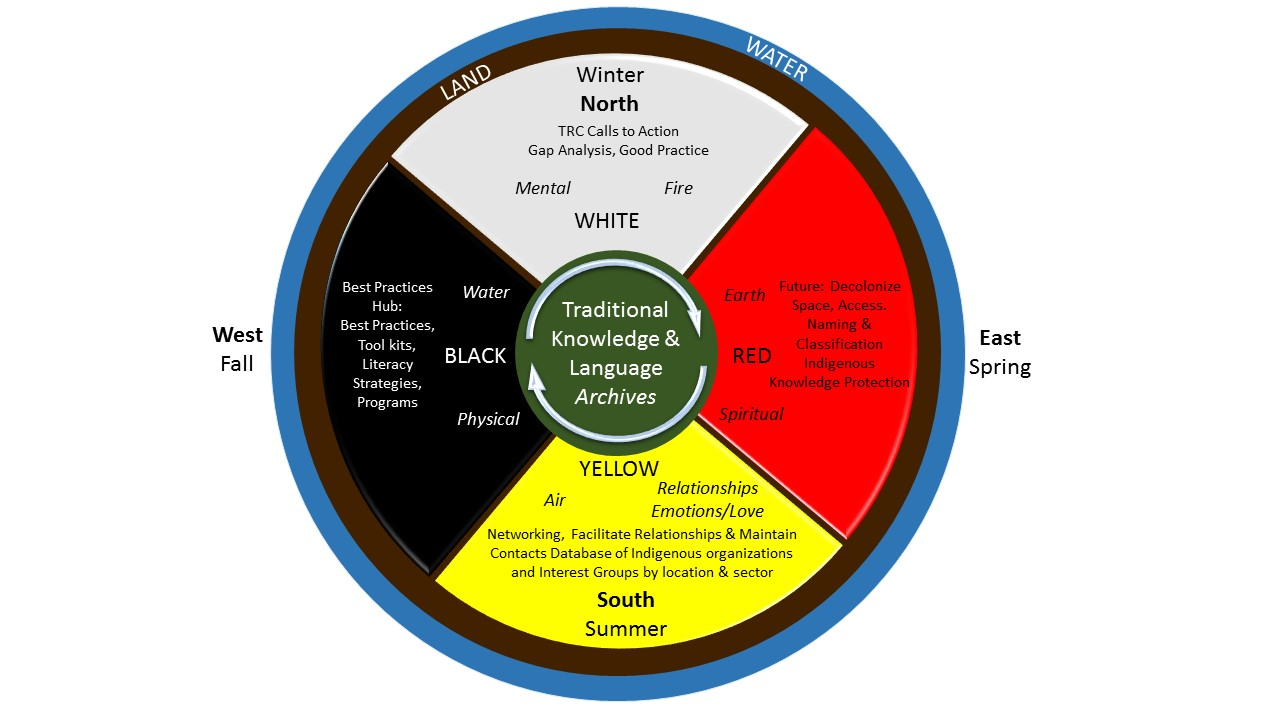 LAND
WATER
Winter
North
TRC Calls to Action
Gap Analysis, Good Practice
Mental
Fire
WHITE
West
Fall
Best Practices
Hub:
Best Practices,
Tool kits,
Literacy
Strategies,
Programs
Water
BLACK
Physical
Traditional
Knowledge &
Language
Archives
Earth
RED
Spiritual
Future: Decolonize
Space, Access.
Naming &
Classification
Indigenous
Knowledge Protection
East
Spring
YELLOW
Air
Relationships
Emotions/Love
Networking, Facilitate Relationships & Maintain
Contacts Database of Indigenous organizations
and Interest Groups by location & sector
South
Summer